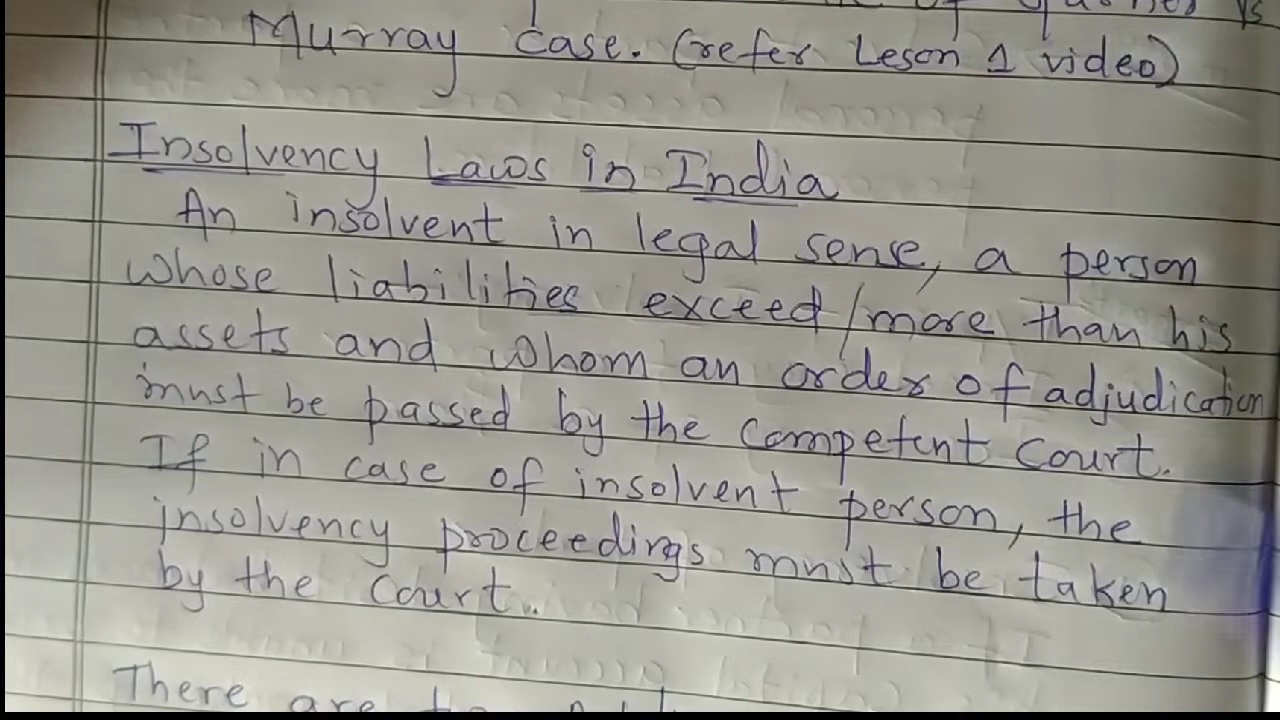 Murray case. (refer Leson 1 video)
Insolvency Laws in India
An insolvent in legal sense, a person
whose liabilities exceed/more than his
assets and whom an order of adjudication
must be passed by the competent Court.
If in case of insolvent person, the
insolvency proceedings must be taken
by the Court.
There are